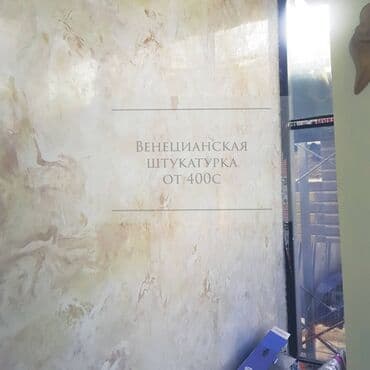 Венецианская
штукатурка
от 400с